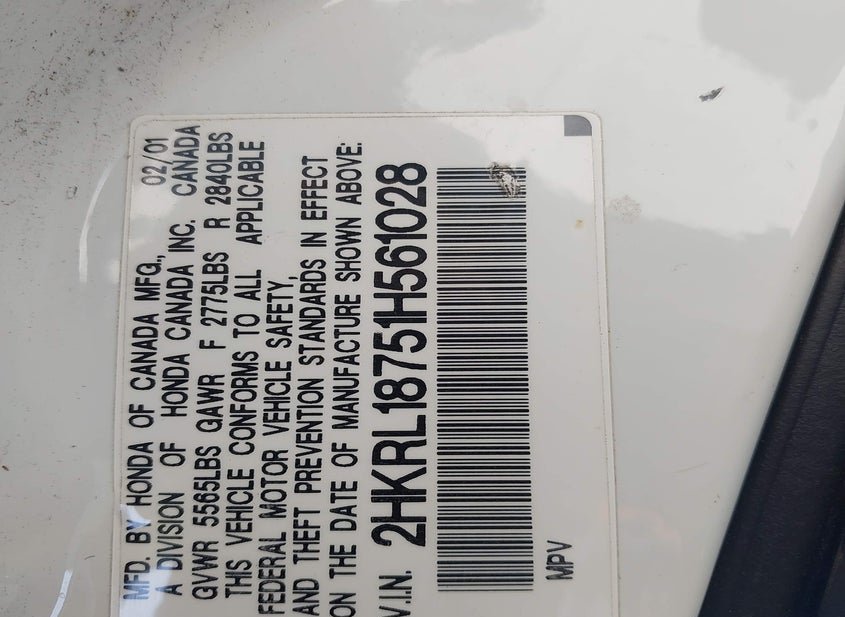 MFD. BY HONDA OF CANADA MFG., 02/01
A DIVISION OF HONDA CANADA INC. CANADA
GVWR 5565LBS GAWR F 2775LBS R 2840LBS
THIS VEHICLE CONFORMS TO ALL APPLICABLE
FEDERAL MOTOR VEHICLE SAFETY,
AND THEFT PREVENTION STANDARDS IN EFFECT
ON THE DATE OF MANUFACTURE SHOWN ABOVE:
V.I.N. 2HKRL18751H561028
MPV